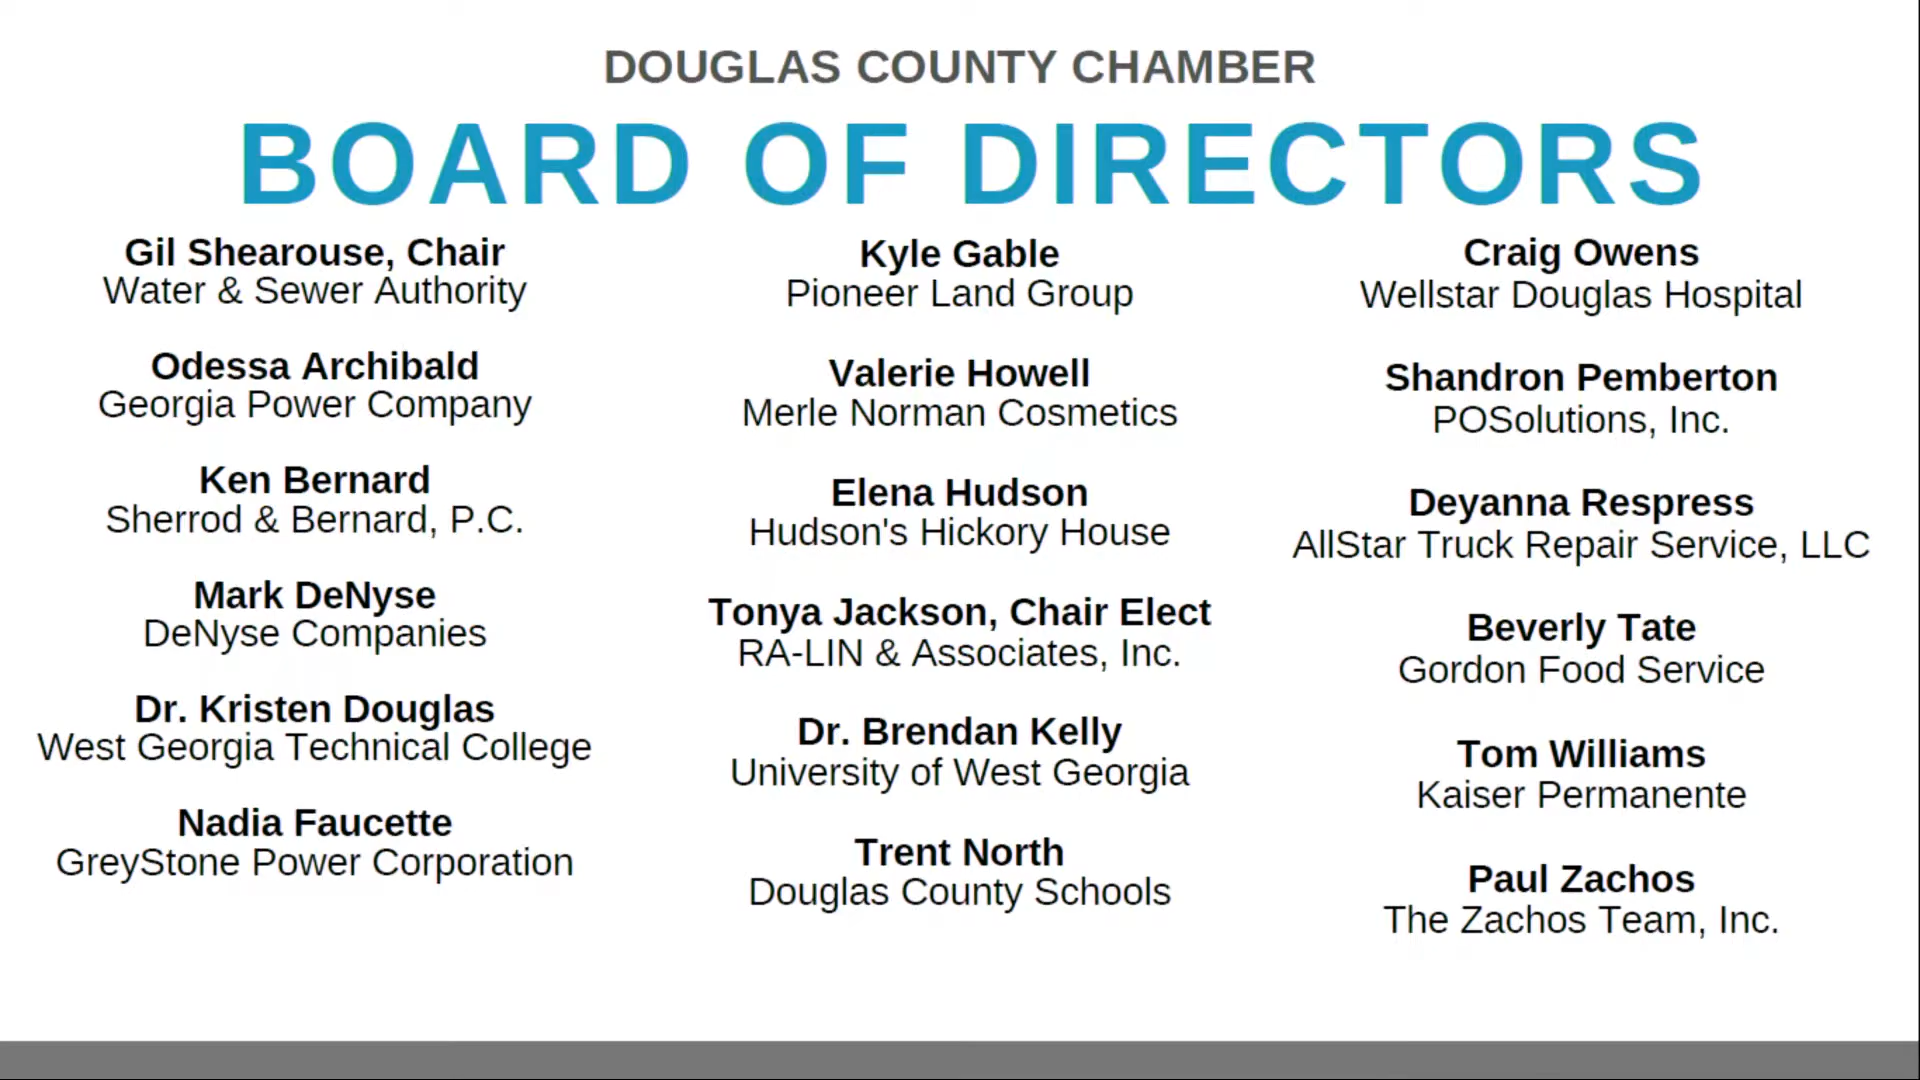 DOUGLAS COUNTY CHAMBER
BOARD OF DIRECTORS
Gil Shearouse, Chair
Water & Sewer Authority
Odessa Archibald
Georgia Power Company
Ken Bernard
Sherrod & Bernard, P.C.
Mark DeNyse
DeNyse Companies
Dr. Kristen Douglas
West Georgia Technical College
Nadia Faucette
GreyStone Power Corporation
Kyle Gable
Pioneer Land Group
Valerie Howell
Merle Norman Cosmetics
Elena Hudson
Hudson's Hickory House
Tonya Jackson, Chair Elect
RA-LIN & Associates, Inc.
Dr. Brendan Kelly
University of West Georgia
Trent North
Douglas County Schools
Craig Owens
Wellstar Douglas Hospital
Shandron Pemberton
POSolutions, Inc.
Deyanna Respress
AllStar Truck Repair Service, LLC
Beverly Tate
Gordon Food Service
Tom Williams
Kaiser Permanente
Paul Zachos
The Zachos Team, Inc.